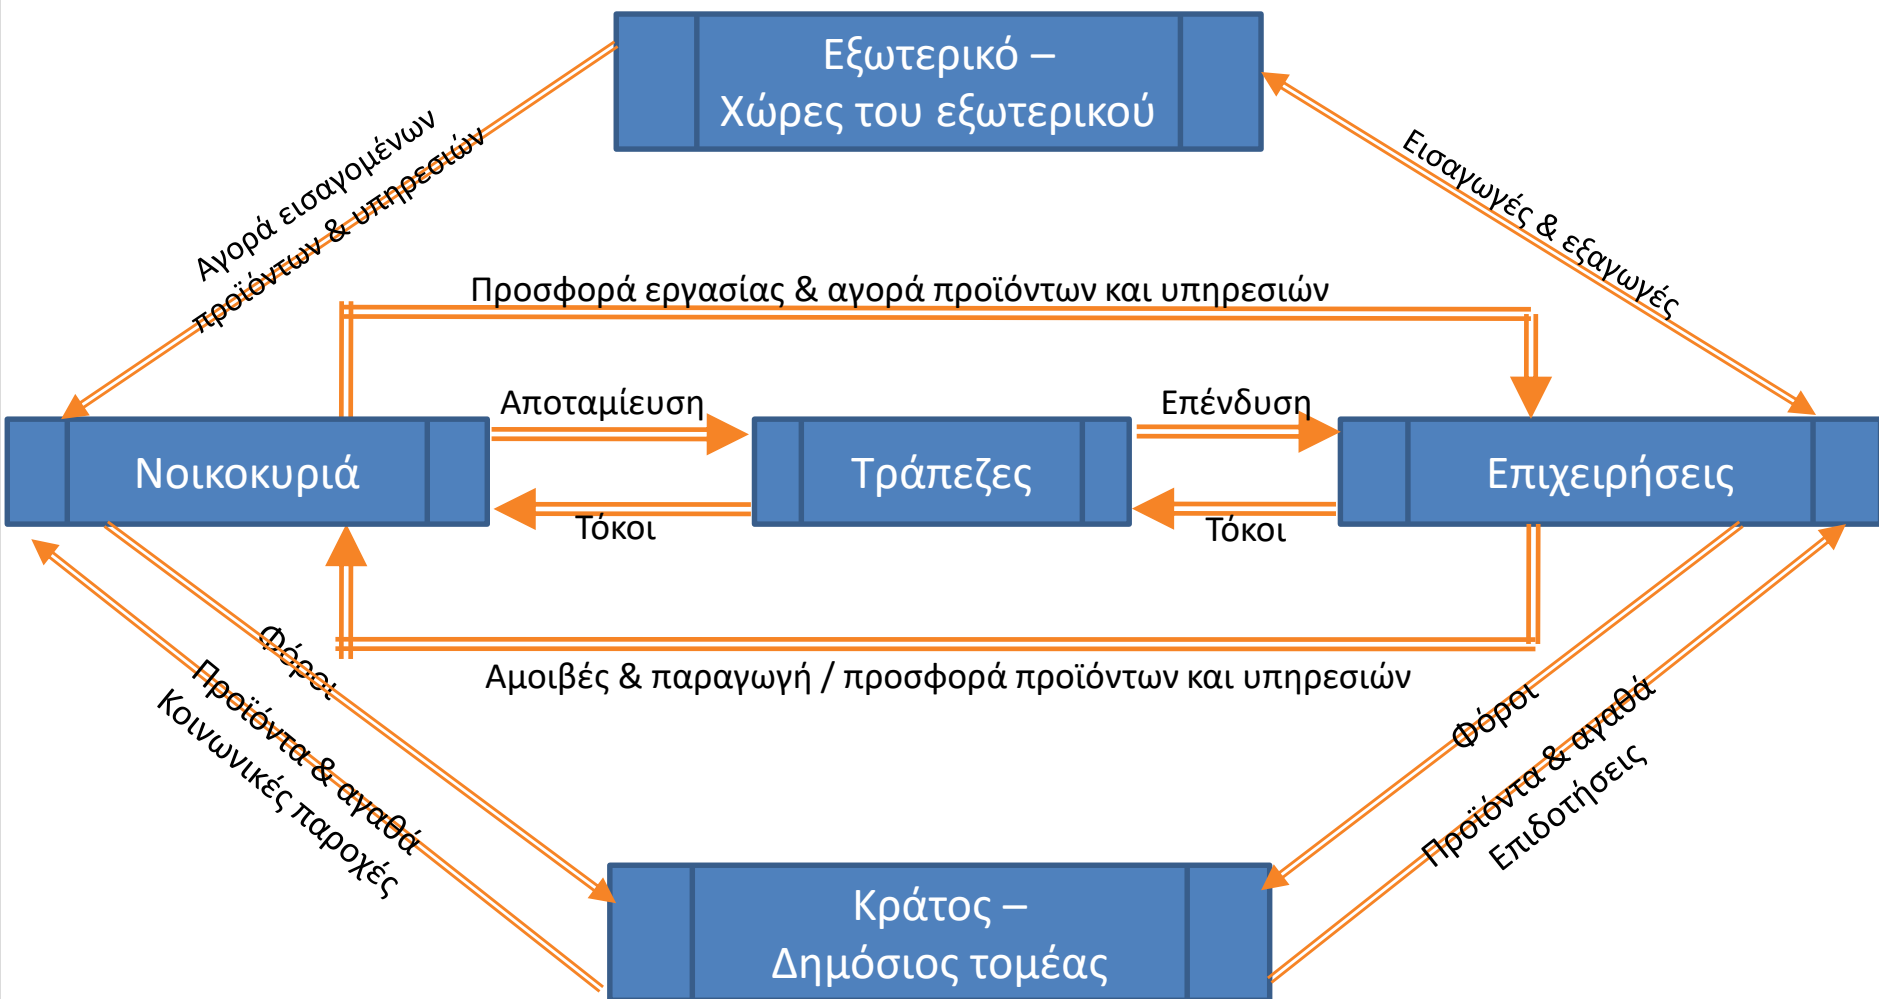 Εξωτερικό –
Χώρες του εξωτερικού
Αγορά εισαγομένων
προϊόντων & υπηρεσιών
Εισαγωγές & εξαγωγές
Προσφορά εργασίας & αγορά προϊόντων και υπηρεσιών
Αποταμίευση
Επένδυση
Νοικοκυριά
Τράπεζες
Επιχειρήσεις
Τόκοι
Τόκοι
Φόροι
Προϊόντα & αγαθά
Κοινωνικές παροχές
Αμοιβές & παραγωγή / προσφορά προϊόντων και υπηρεσιών
Φόροι
Προϊόντα & αγαθά
Επιδοτήσεις
Κράτος –
Δημόσιος τομέας